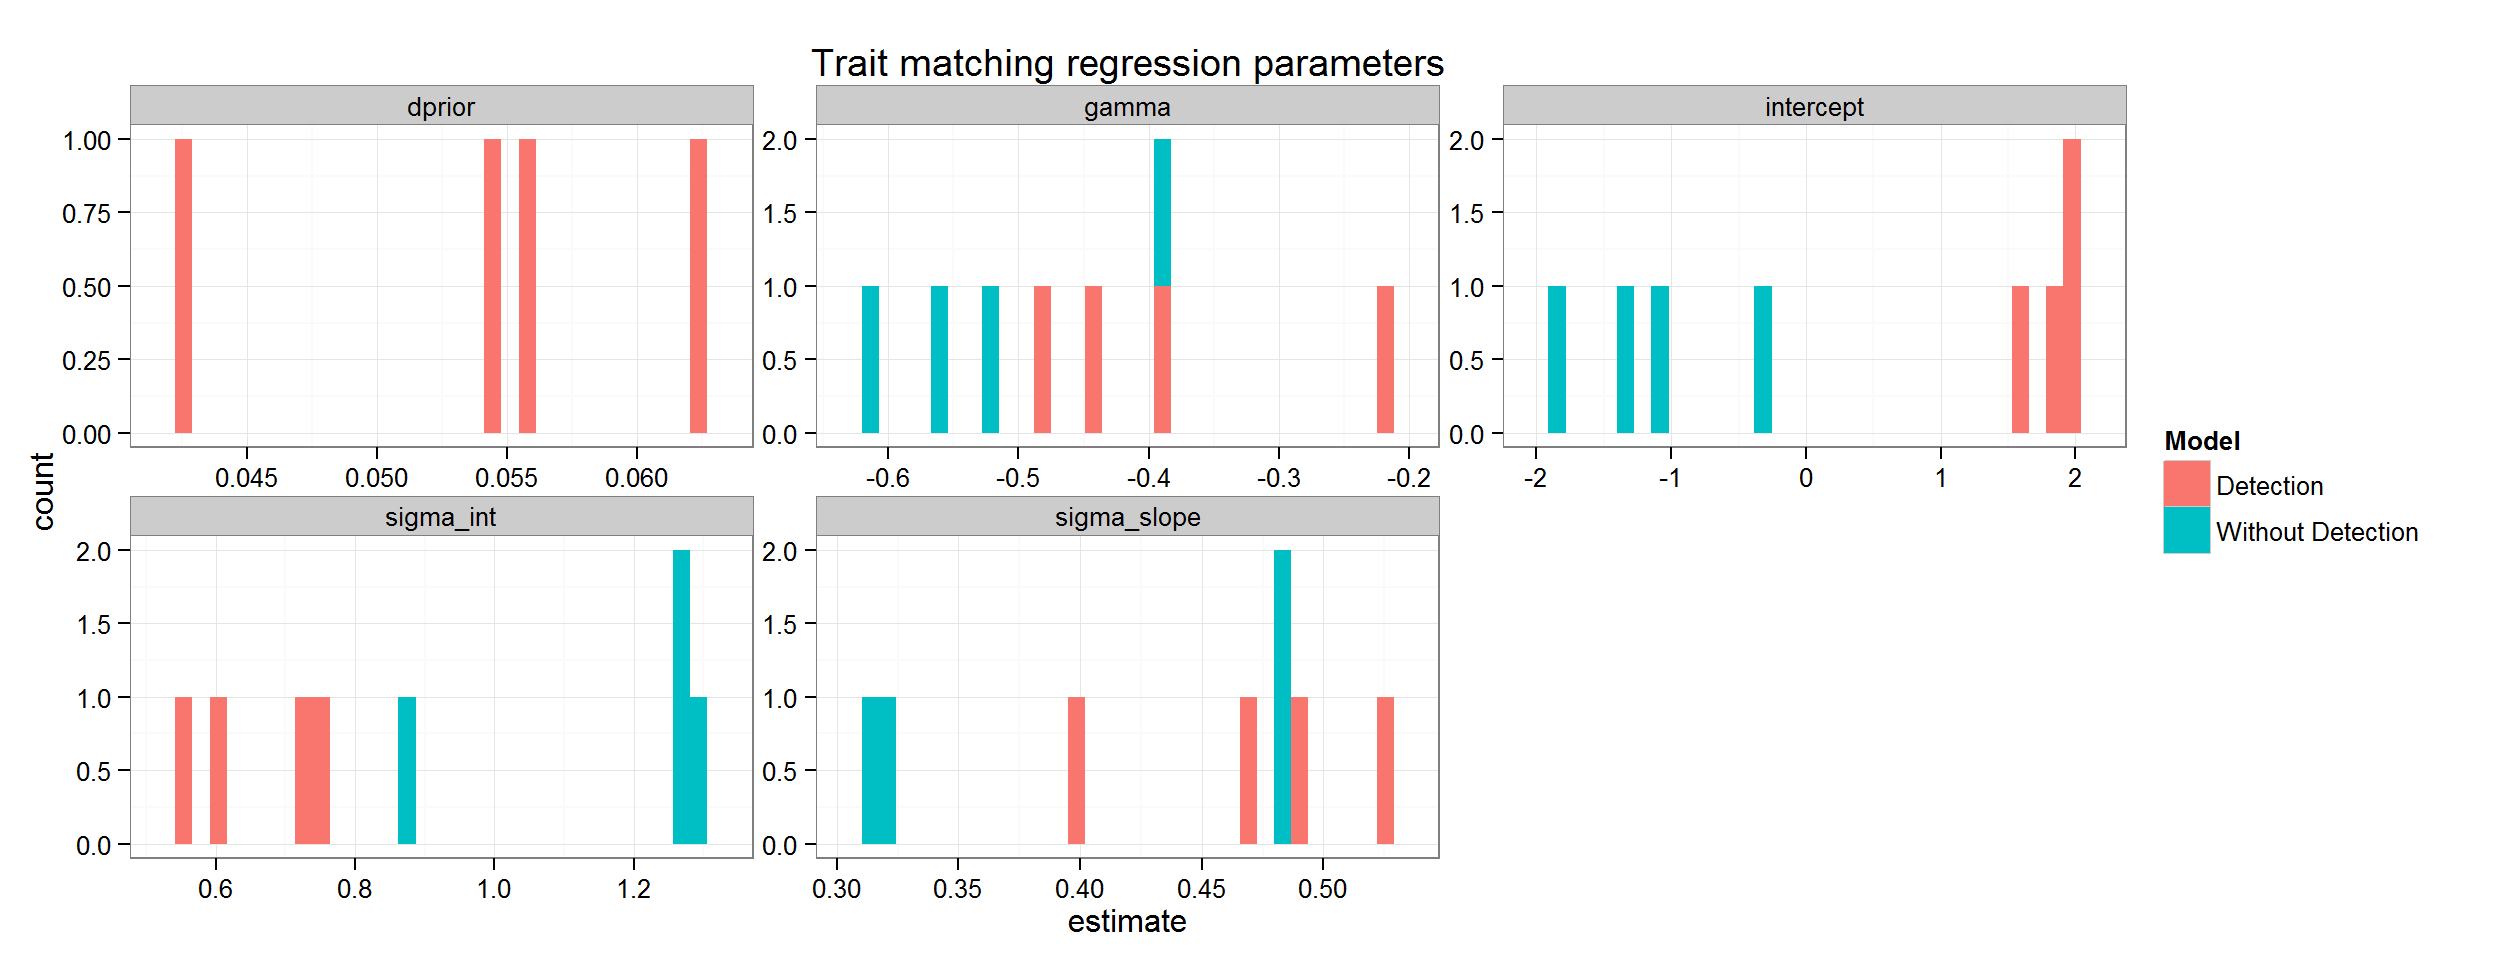 Trait matching regression parameters
dprior
gamma
intercept
1.00
0.75
0.50
0.25
0.00
2.0
1.5
1.0
0.5
0.0
2.0
1.5
1.0
0.5
0.0
0.045 0.050 0.055 0.060
-0.6 -0.5 -0.4 -0.3 -0.2
-2 -1 0 1 2
count
sigma_int
sigma_slope
2.0
1.5
1.0
0.5
0.0
2.0
1.5
1.0
0.5
0.0
0.6 0.8 1.0 1.2
0.30 0.35 0.40 0.45 0.50
estimate
Model
Detection
Without Detection